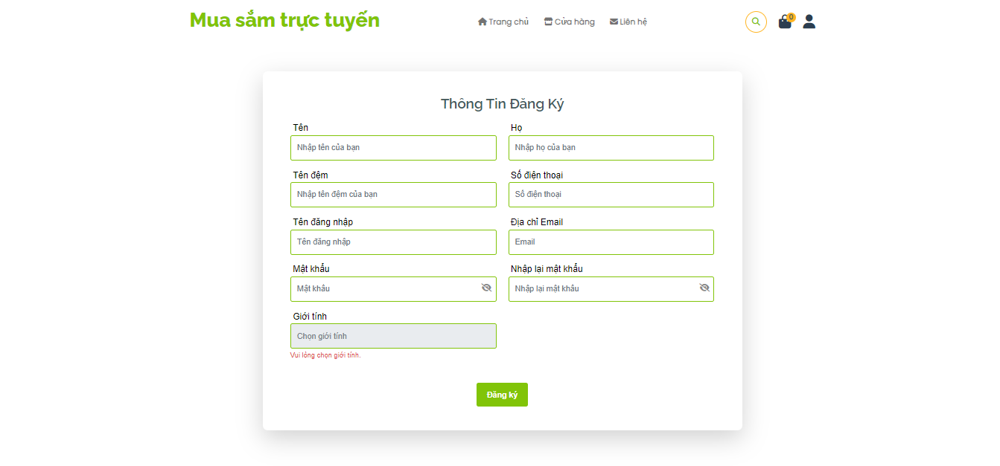 Mua sắm trực tuyến
Trang chủ
Cửa hàng
Liên hệ
0
Thông Tin Đăng Ký
Tên
Họ
Nhập tên của bạn
Nhập họ của bạn
Tên đệm
Số điện thoại
Nhập tên đệm của bạn
Số điện thoại
Tên đăng nhập
Địa chỉ Email
Tên đăng nhập
Email
Mật khẩu
Nhập lại mật khẩu
Mật khẩu
Nhập lại mật khẩu
Giới tính
Chọn giới tính
Vui lòng chọn giới tính.
Đăng ký